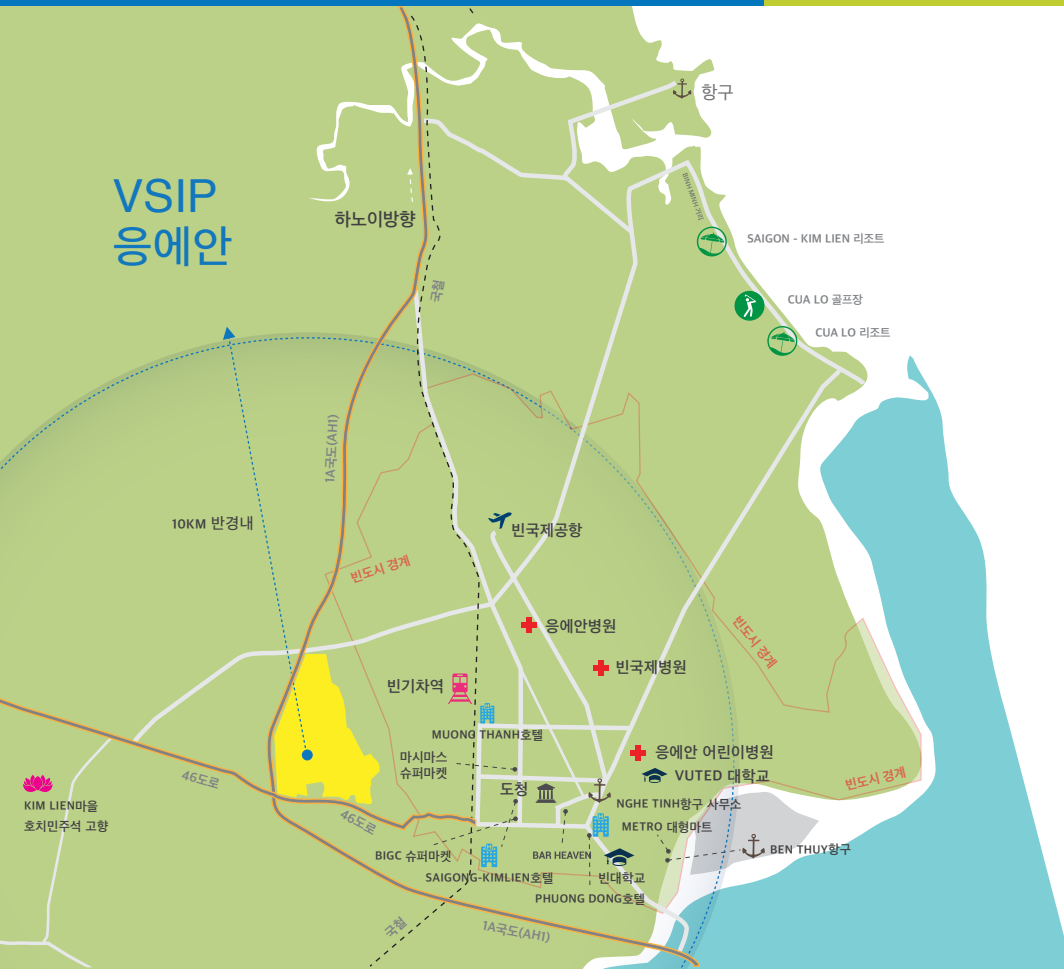 항구
VSIP
응에안
BINH MINH 거리
하노이방향
SAIGON - KIM LIEN 리조트
국철
CUA LO 골프장
CUA LO 리조트
1A국도(AH1)
10KM 반경내
빈국제공항
빈도시 경계
응에안병원
빈도시 경계
빈국제병원
빈기차역
MUONG THANH호텔
마시마스
슈퍼마켓
응에안 어린이병원
VUTED 대학교
46도로
빈도시 경계
도청
KIM LIEN마을
호치민주석 고향
NGHE TINH항구 사무소
46도로
METRO 대형마트
BIGC 슈퍼마켓
BAR HEAVEN
BEN THUY항구
SAIGONG-KIMLIEN호텔
빈대학교
PHUONG DONG호텔
국철
1A국도(AH1)